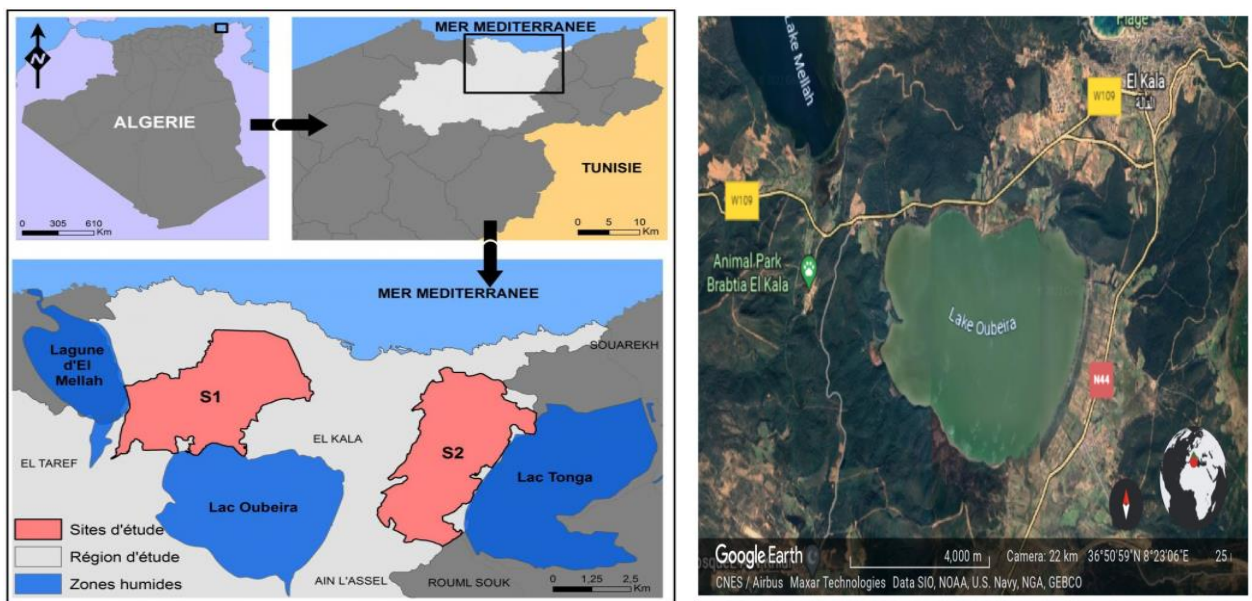 N
ALGERIE
0 305 610
Km
MER MEDITERRANEE
TUNISIE
0 5 10
Km
MER MEDITERRANEE
Lagune
d'El
Mellah
S1
SOUAREKH
EL KALA
S2
EL TAREF
Lac Oubeira
Lac Tonga
Sites d'étude
Région d'étude
Zones humides
AIN L'ASSEL
ROUML SOUK
0 1,25 2,5
Km
Lake Mellah
Plage
El Kala
القالة
W109
W109
Animal Park
Brabtia El Kala
Lake Oubeira
N44
Google Earth
4,000 m
Camera: 22 km 36°50'59"N 8°23'06"E 25
CNES / Airbus Maxar Technologies Data SIO, NOAA, U.S. Navy, NGA, GEBCO